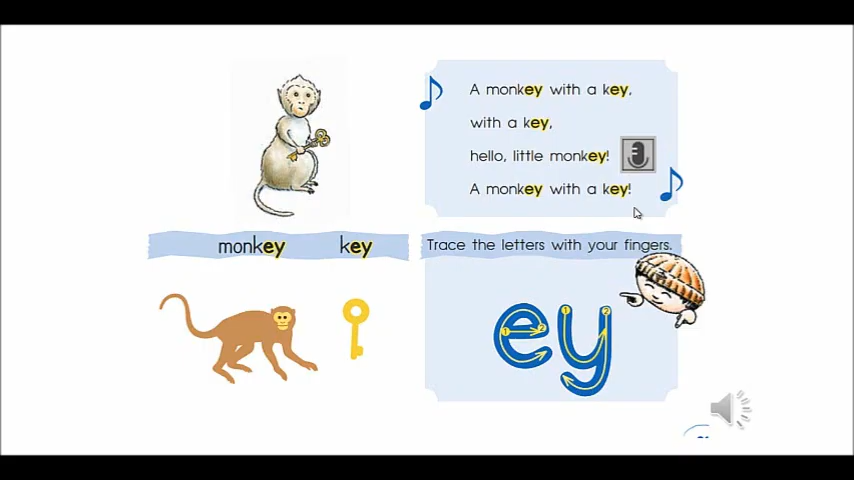 A monkey with a key,
with a key,
hello, little monkey!
A monkey with a key!
monkey key
Trace the letters with your fingers.
ey